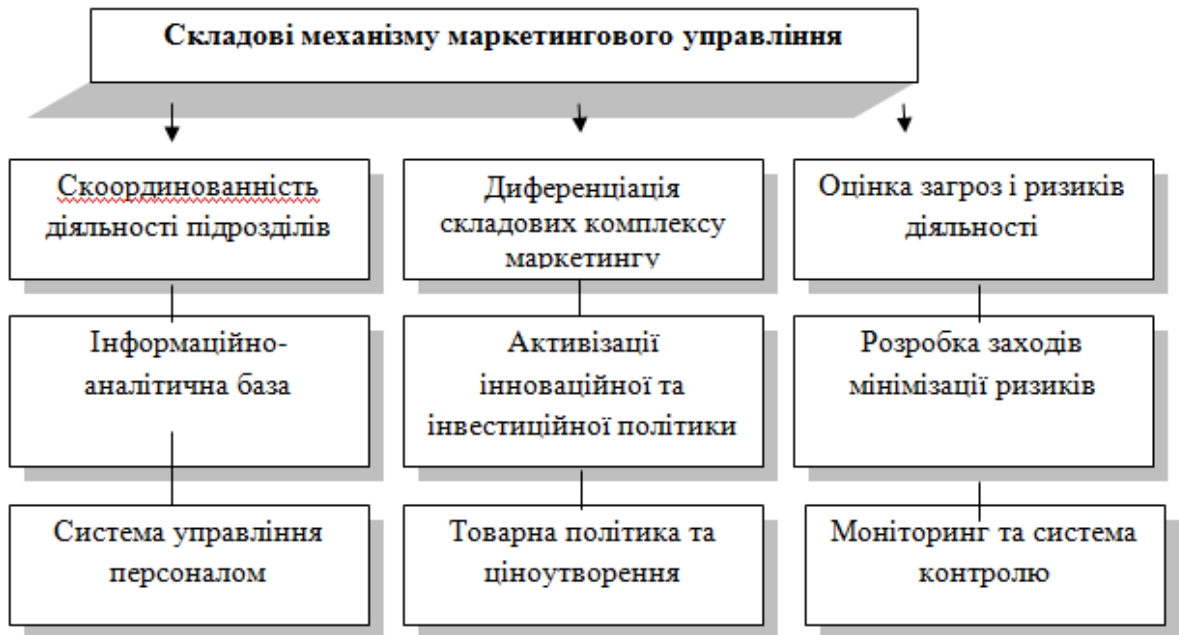 Складові механізму маркетингового управління
Скоординованність
діяльності підрозділів
Диференціація
складових комплексу
маркетингу
Оцінка загроз і ризиків
діяльності
Інформаційно-
аналітична база
Активізації
інноваційної та
інвестиційної політики
Розробка заходів
мінімізації ризиків
Система управління
персоналом
Товарна політика та
ціноутворення
Моніторинг та система
контролю